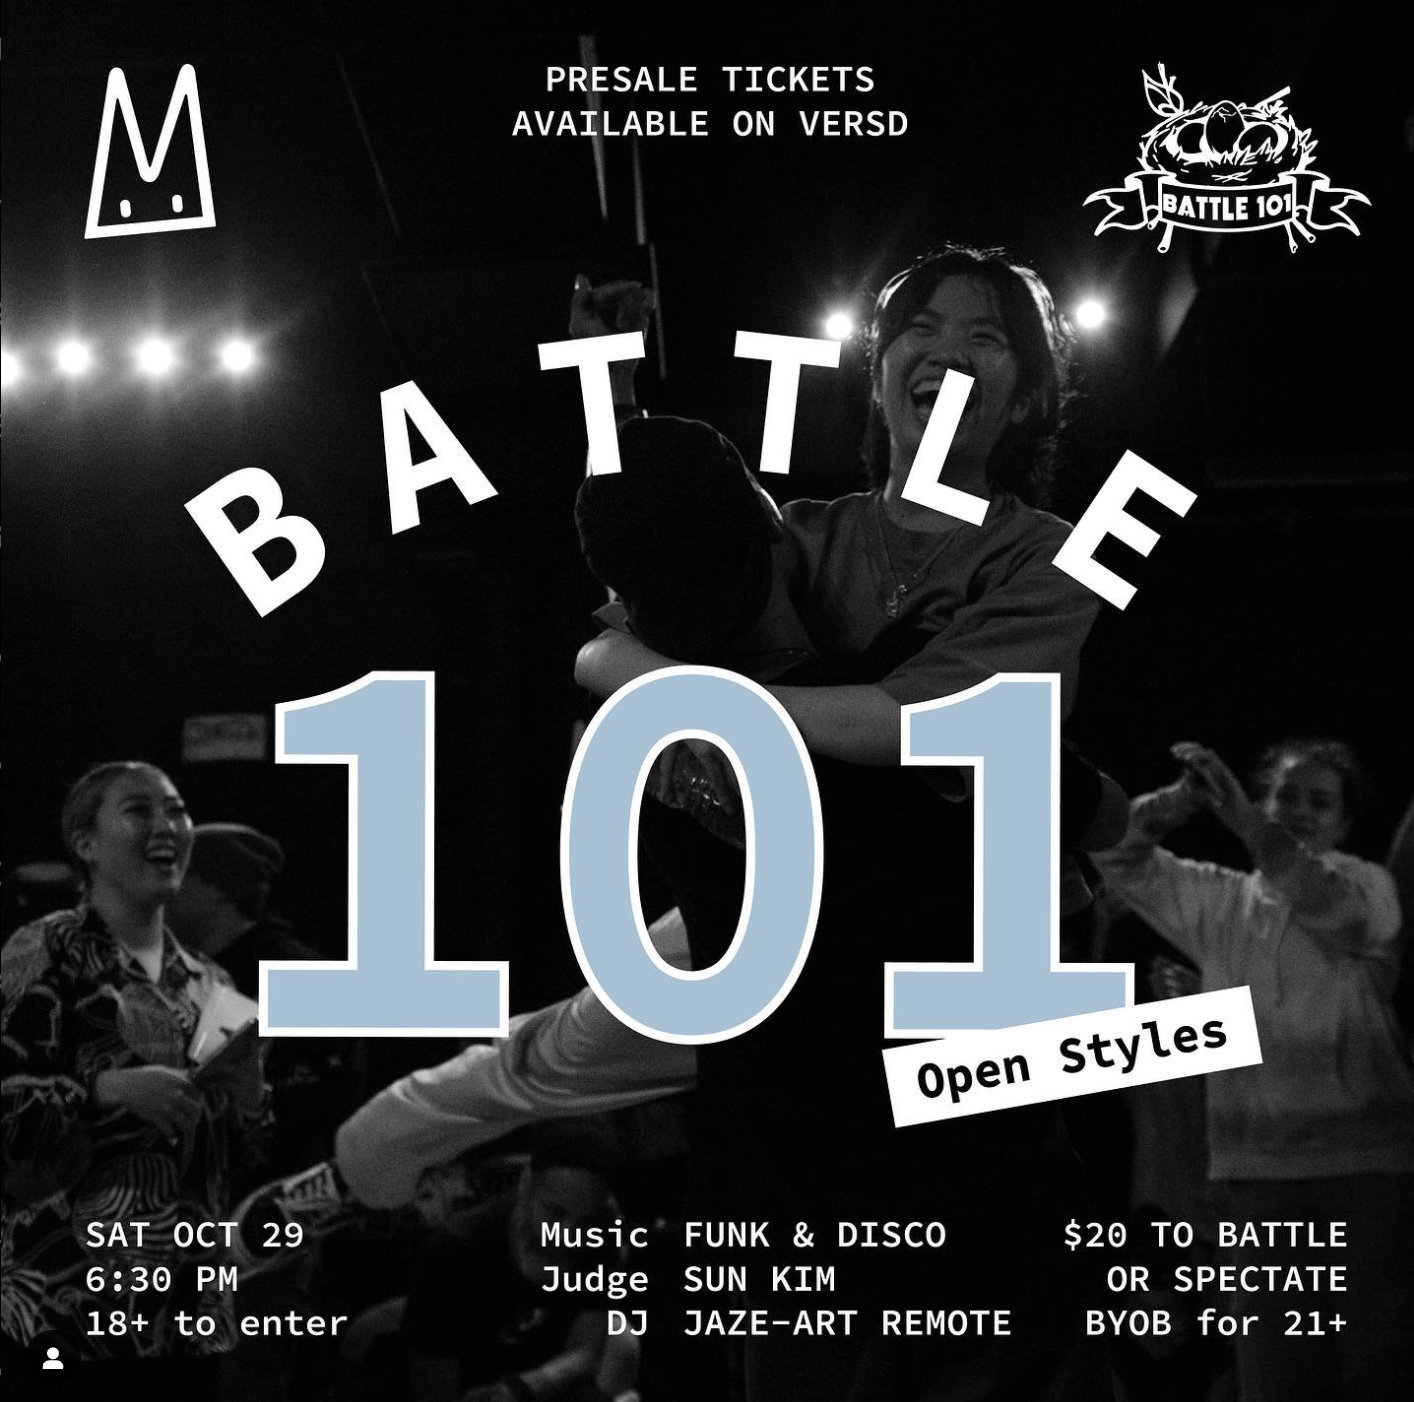 PRESALE TICKETS
AVAILABLE ON VERSD
BATTLE 101
BATTLE
101
Open Styles
SAT OCT 29
6:30 PM
18+ to enter
Music FUNK & DISCO
Judge SUN KIM
DJ JAZE-ART REMOTE
$20 TO BATTLE
OR SPECTATE
BYOB for 21+